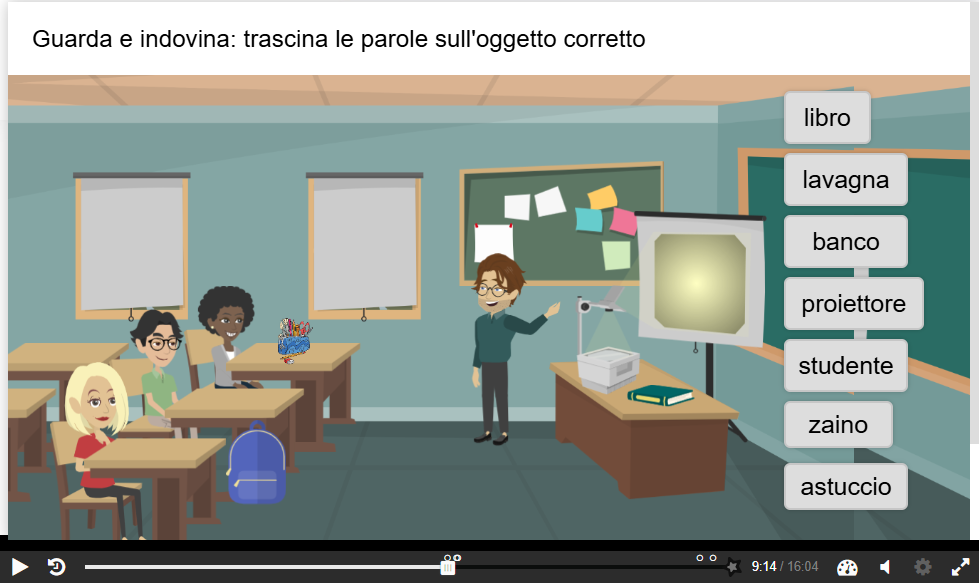 Guarda e indovina: trascina le parole sull'oggetto corretto
libro
lavagna
banco
proiettore
studente
zaino
astuccio
9:14 / 16:04